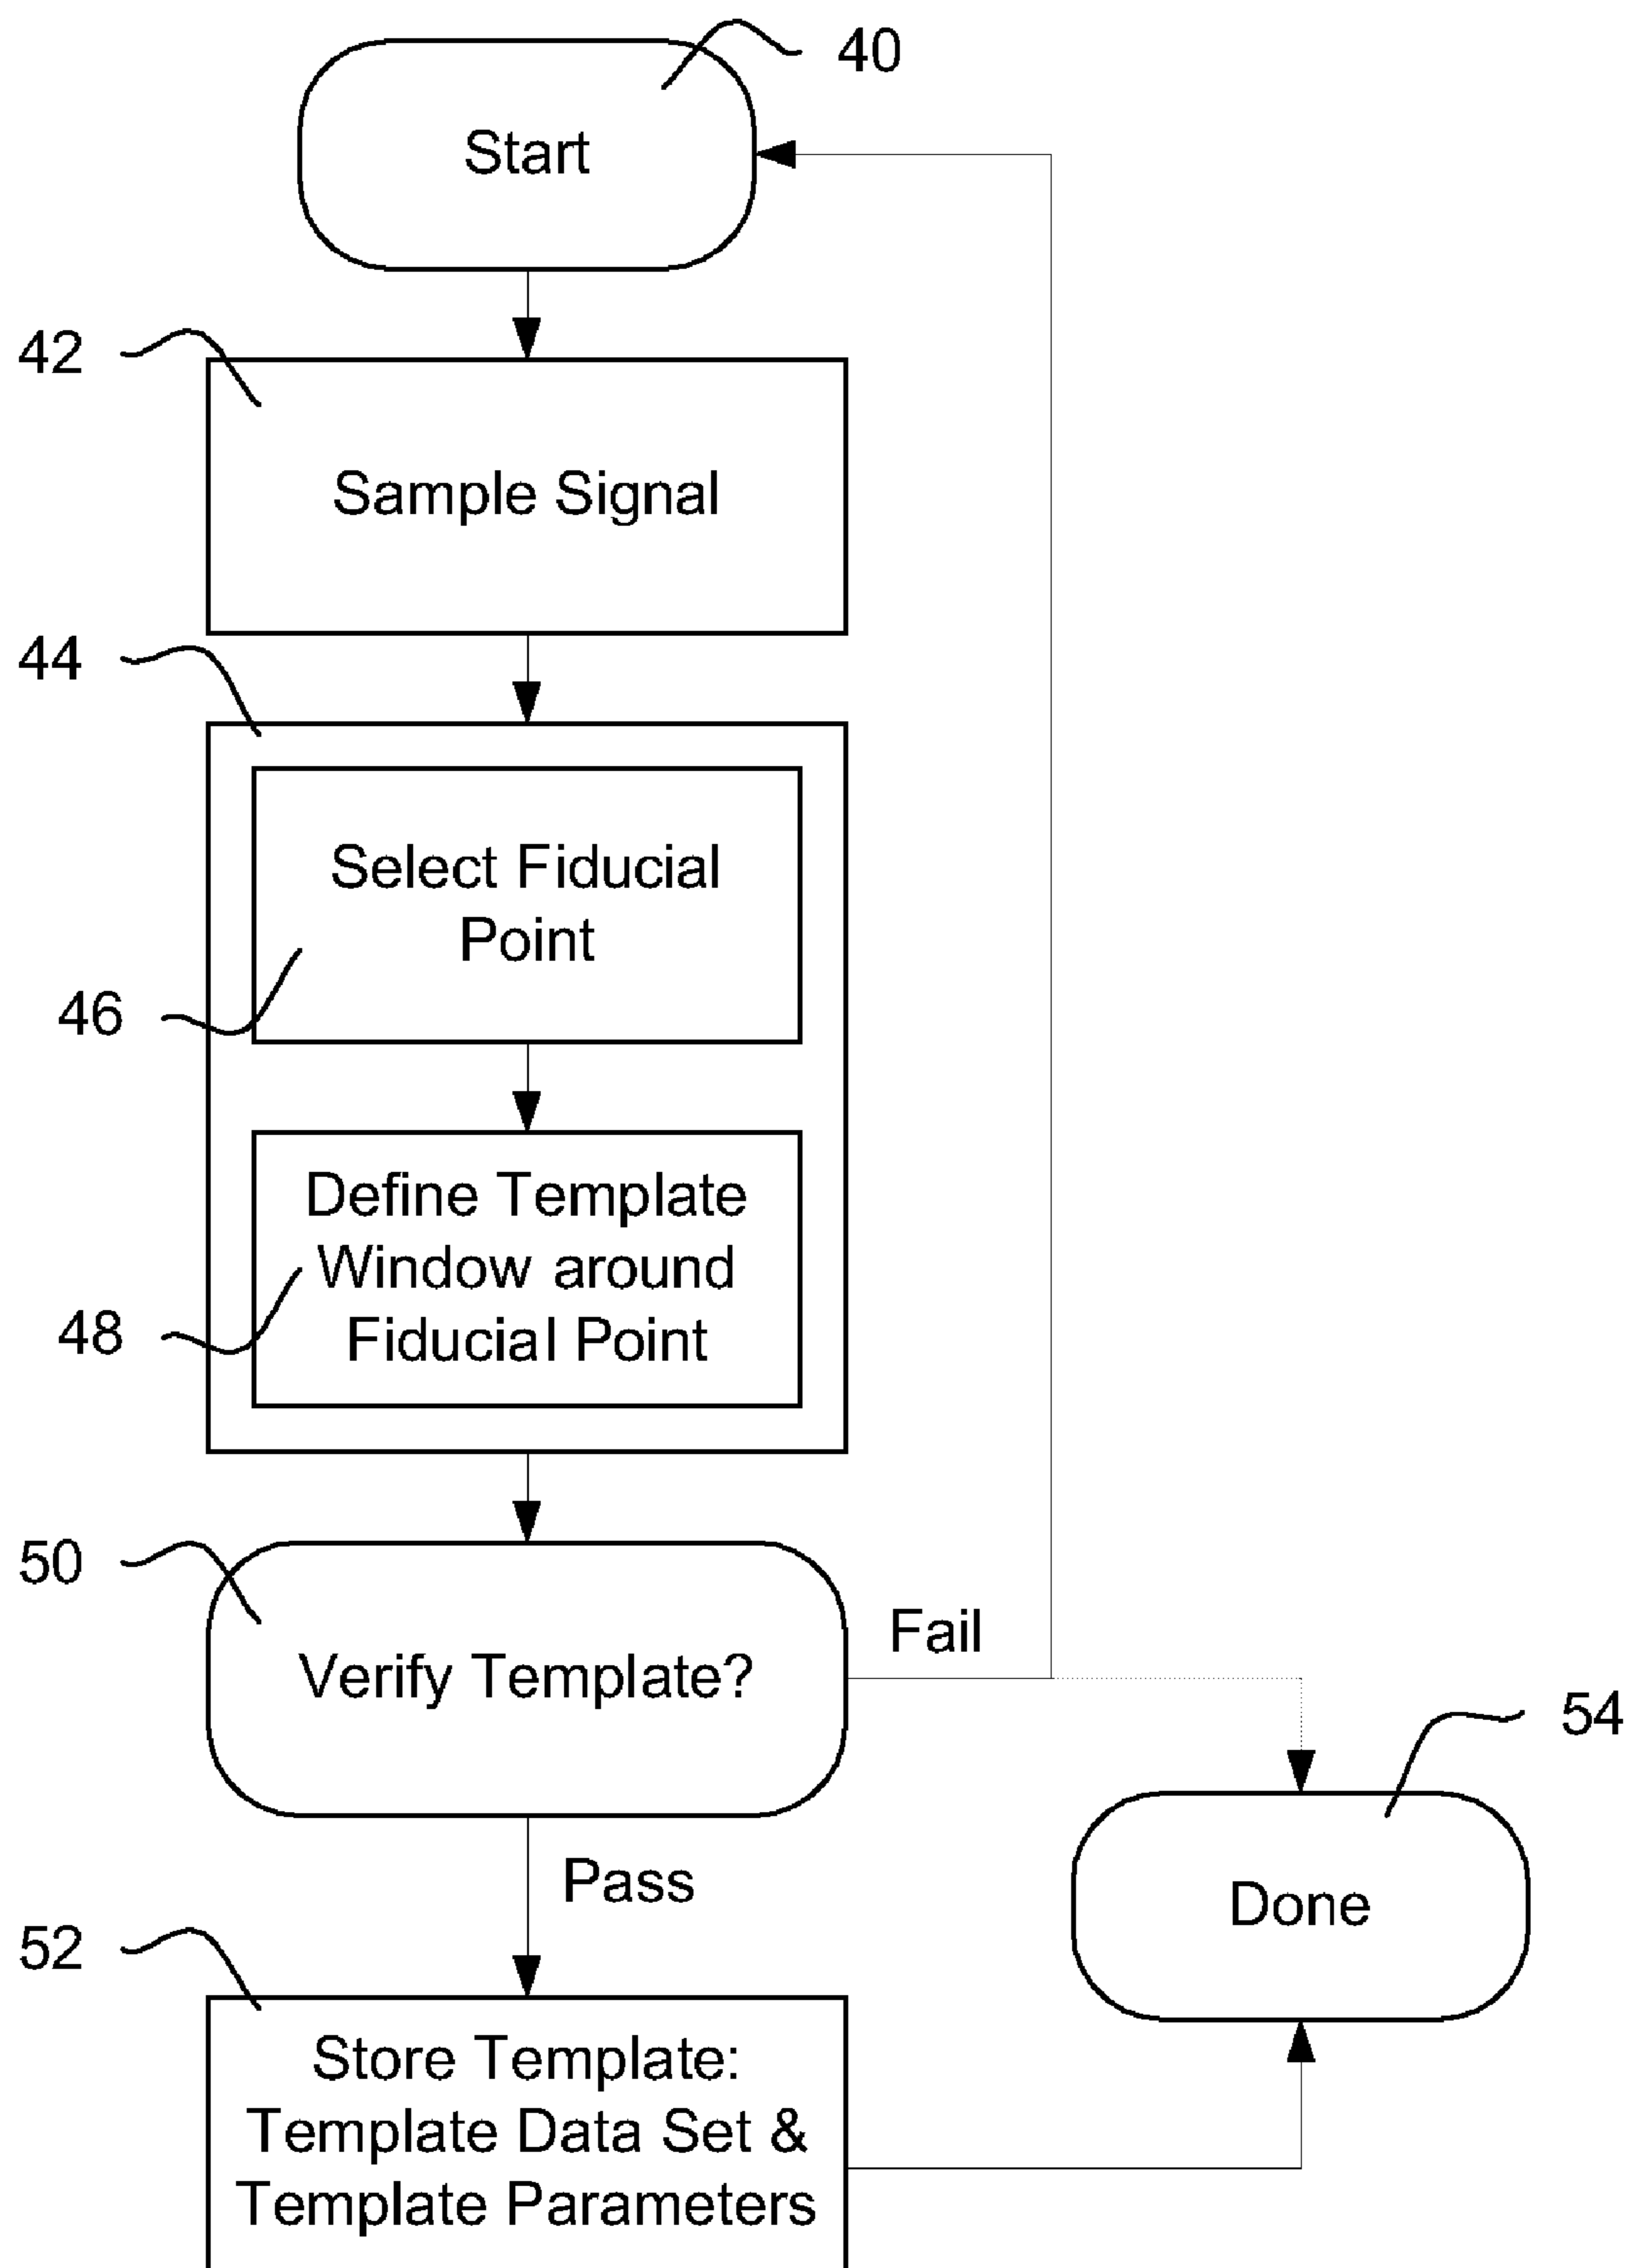 40
Start
42
Sample Signal
44
Select Fiducial
Point
46
Define Template
Window around
Fiducial Point
48
50
Verify Template?
Fail
54
Pass
Done
52
Store Template:
Template Data Set &
Template Parameters